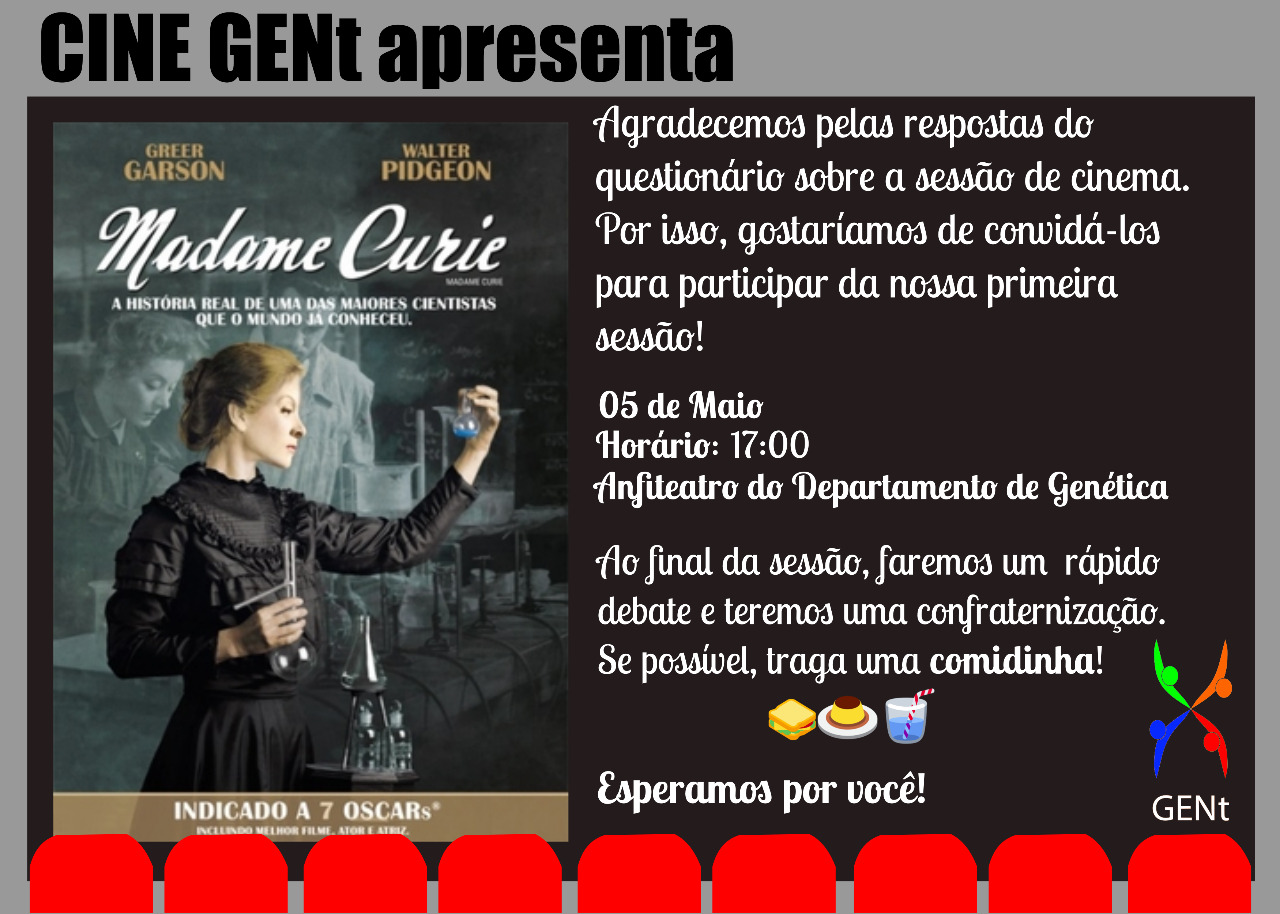 CINE GENt apresenta
GREER
GARSON
WALTER
PIDGEON
Madame Curie
MADAME CURIE
A HISTÓRIA REAL DE UMA DAS MAIORES CIENTISTAS
QUE O MUNDO JÁ CONHECEU.
INDICADO A 7 OSCARs®
INCLUINDO MELHOR FILME, ATOR E ATRIZ.
Agradecemos pelas respostas do
questionário sobre a sessão de cinema.
Por isso, gostaríamos de convidá-los
para participar da nossa primeira
sessão!
05 de Maio
Horário: 17:00
Anfiteatro do Departamento de Genética
Ao final da sessão, faremos um rápido
debate e teremos uma confraternização.
Se possível, traga uma comidinha!
Esperamos por você!
GENt